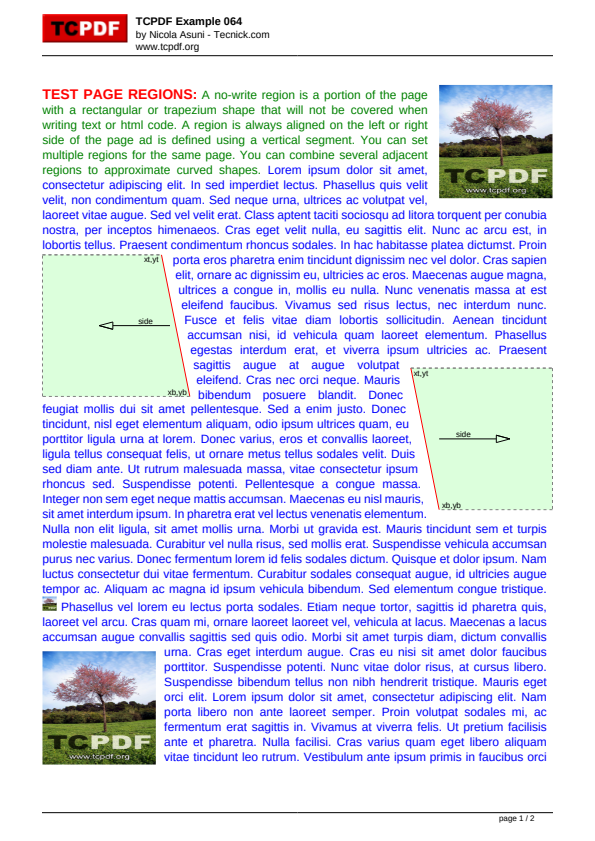 TCPDF
TCPDF Example 064
by Nicola Asuni - Tecnick.com
www.tcpdf.org
TEST PAGE REGIONS: A no-write region is a portion of the page
with a rectangular or trapezium shape that will not be covered when
writing text or html code. A region is always aligned on the left or right
side of the page ad is defined using a vertical segment. You can set
multiple regions for the same page. You can combine several adjacent
regions to approximate curved shapes. Lorem ipsum dolor sit amet,
consectetur adipiscing elit. In sed imperdiet lectus. Phasellus quis velit
velit, non condimentum quam. Sed neque urna, ultrices ac volutpat vel,
laoreet vitae augue. Sed vel velit erat. Class aptent taciti sociosqu ad litora torquent per conubia
nostra, per inceptos himenaeos. Cras eget velit nulla, eu sagittis elit. Nunc ac arcu est, in
lobortis tellus. Praesent condimentum rhoncus sodales. In hac habitasse platea dictumst. Proin
porta eros pharetra enim tincidunt dignissim nec vel dolor. Cras sapien
elit, ornare ac dignissim eu, ultricies ac eros. Maecenas augue magna,
ultrices a congue in, mollis eu nulla. Nunc venenatis massa at est
eleifend faucibus. Vivamus sed risus lectus, nec interdum nunc.
Fusce et felis vitae diam lobortis sollicitudin. Aenean tincidunt
accumsan nisi, id vehicula quam laoreet elementum. Phasellus
egestas interdum erat, et viverra ipsum ultricies ac. Praesent
sagittis augue at augue volutpat
eleifend. Cras nec orci neque. Mauris
bibendum posuere blandit. Donec
feugiat mollis dui sit amet pellentesque. Sed a enim justo. Donec
tincidunt, nisl eget elementum aliquam, odio ipsum ultrices quam, eu
porttitor ligula urna at lorem. Donec varius, eros et convallis laoreet,
ligula tellus consequat felis, ut ornare metus tellus sodales velit. Duis
sed diam ante. Ut rutrum malesuada massa, vitae consectetur ipsum
rhoncus sed. Suspendisse potenti. Pellentesque a congue massa.
Integer non sem eget neque mattis accumsan. Maecenas eu nisl mauris,
sit amet interdum ipsum. In pharetra erat vel lectus venenatis elementum.
Nulla non elit ligula, sit amet mollis urna. Morbi ut gravida est. Mauris tincidunt sem et turpis
molestie malesuada. Curabitur vel nulla risus, sed mollis erat. Suspendisse vehicula accumsan
purus nec varius. Donec fermentum lorem id felis sodales dictum. Quisque et dolor ipsum. Nam
luctus consectetur dui vitae fermentum. Curabitur sodales consequat augue, id ultricies augue
tempor ac. Aliquam ac magna id ipsum vehicula bibendum. Sed elementum congue tristique.
Phasellus vel lorem eu lectus porta sodales. Etiam neque tortor, sagittis id pharetra quis,
laoreet vel arcu. Cras quam mi, ornare laoreet laoreet vel, vehicula at lacus. Maecenas a lacus
accumsan augue convallis sagittis sed quis odio. Morbi sit amet turpis diam, dictum convallis
urna. Cras eget interdum augue. Cras eu nisi sit amet dolor faucibus
porttitor. Suspendisse potenti. Nunc vitae dolor risus, at cursus libero.
Suspendisse bibendum tellus non nibh hendrerit tristique. Mauris eget
orci elit. Lorem ipsum dolor sit amet, consectetur adipiscing elit. Nam
porta libero non ante laoreet semper. Proin volutpat sodales mi, ac
fermentum erat sagittis in. Vivamus at viverra felis. Ut pretium facilisis
ante et pharetra. Nulla facilisi. Cras varius quam eget libero aliquam
vitae tincidunt leo rutrum. Vestibulum ante ipsum primis in faucibus orci
TCPDF
www.tcpdf.org
xt,yt
side
xb,yb
xt,yt
side
xb,yb
TCPDF
www.tcpdf.org
page 1 / 2